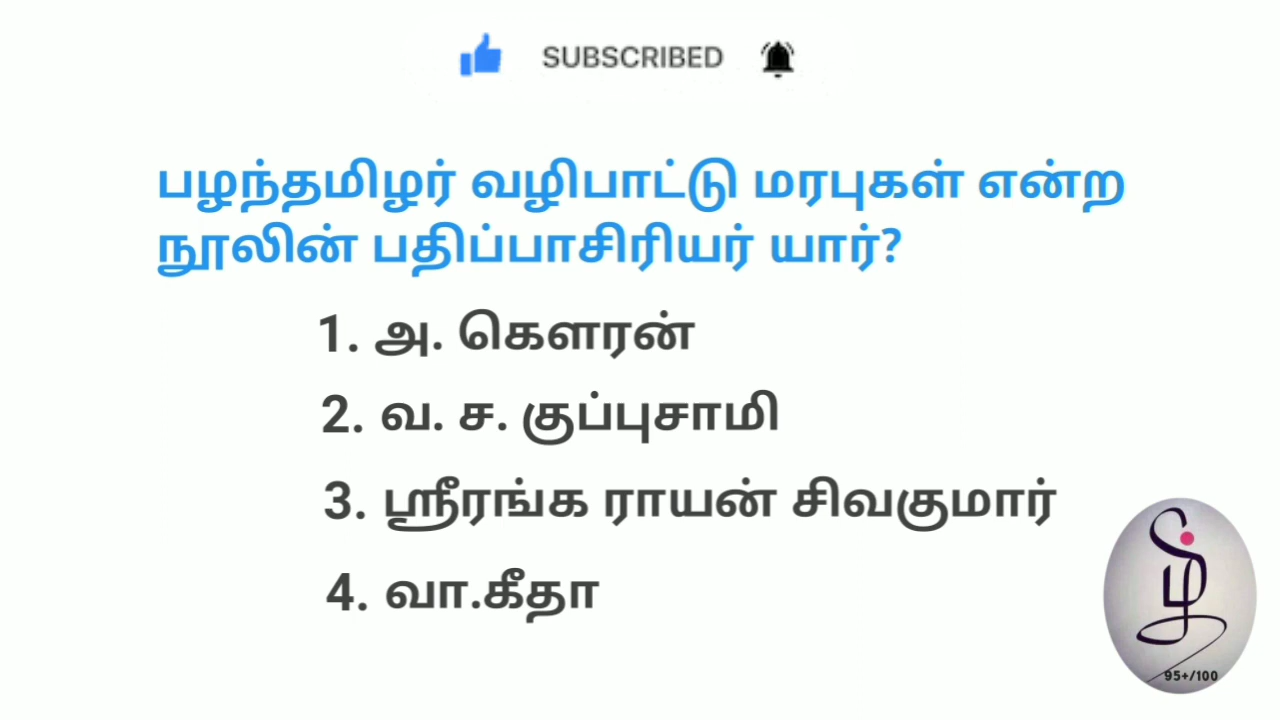 SUBSCRIBED
பழந்தமிழர் வழிபாட்டு மரபுகள் என்ற
நூலின் பதிப்பாசிரியர் யார்?
1. அ. கௌரன்
2. வ. ச. குப்புசாமி
3. ஸ்ரீரங்க ராயன் சிவகுமார்
4. வா.கீதா
ழ்
95+/100